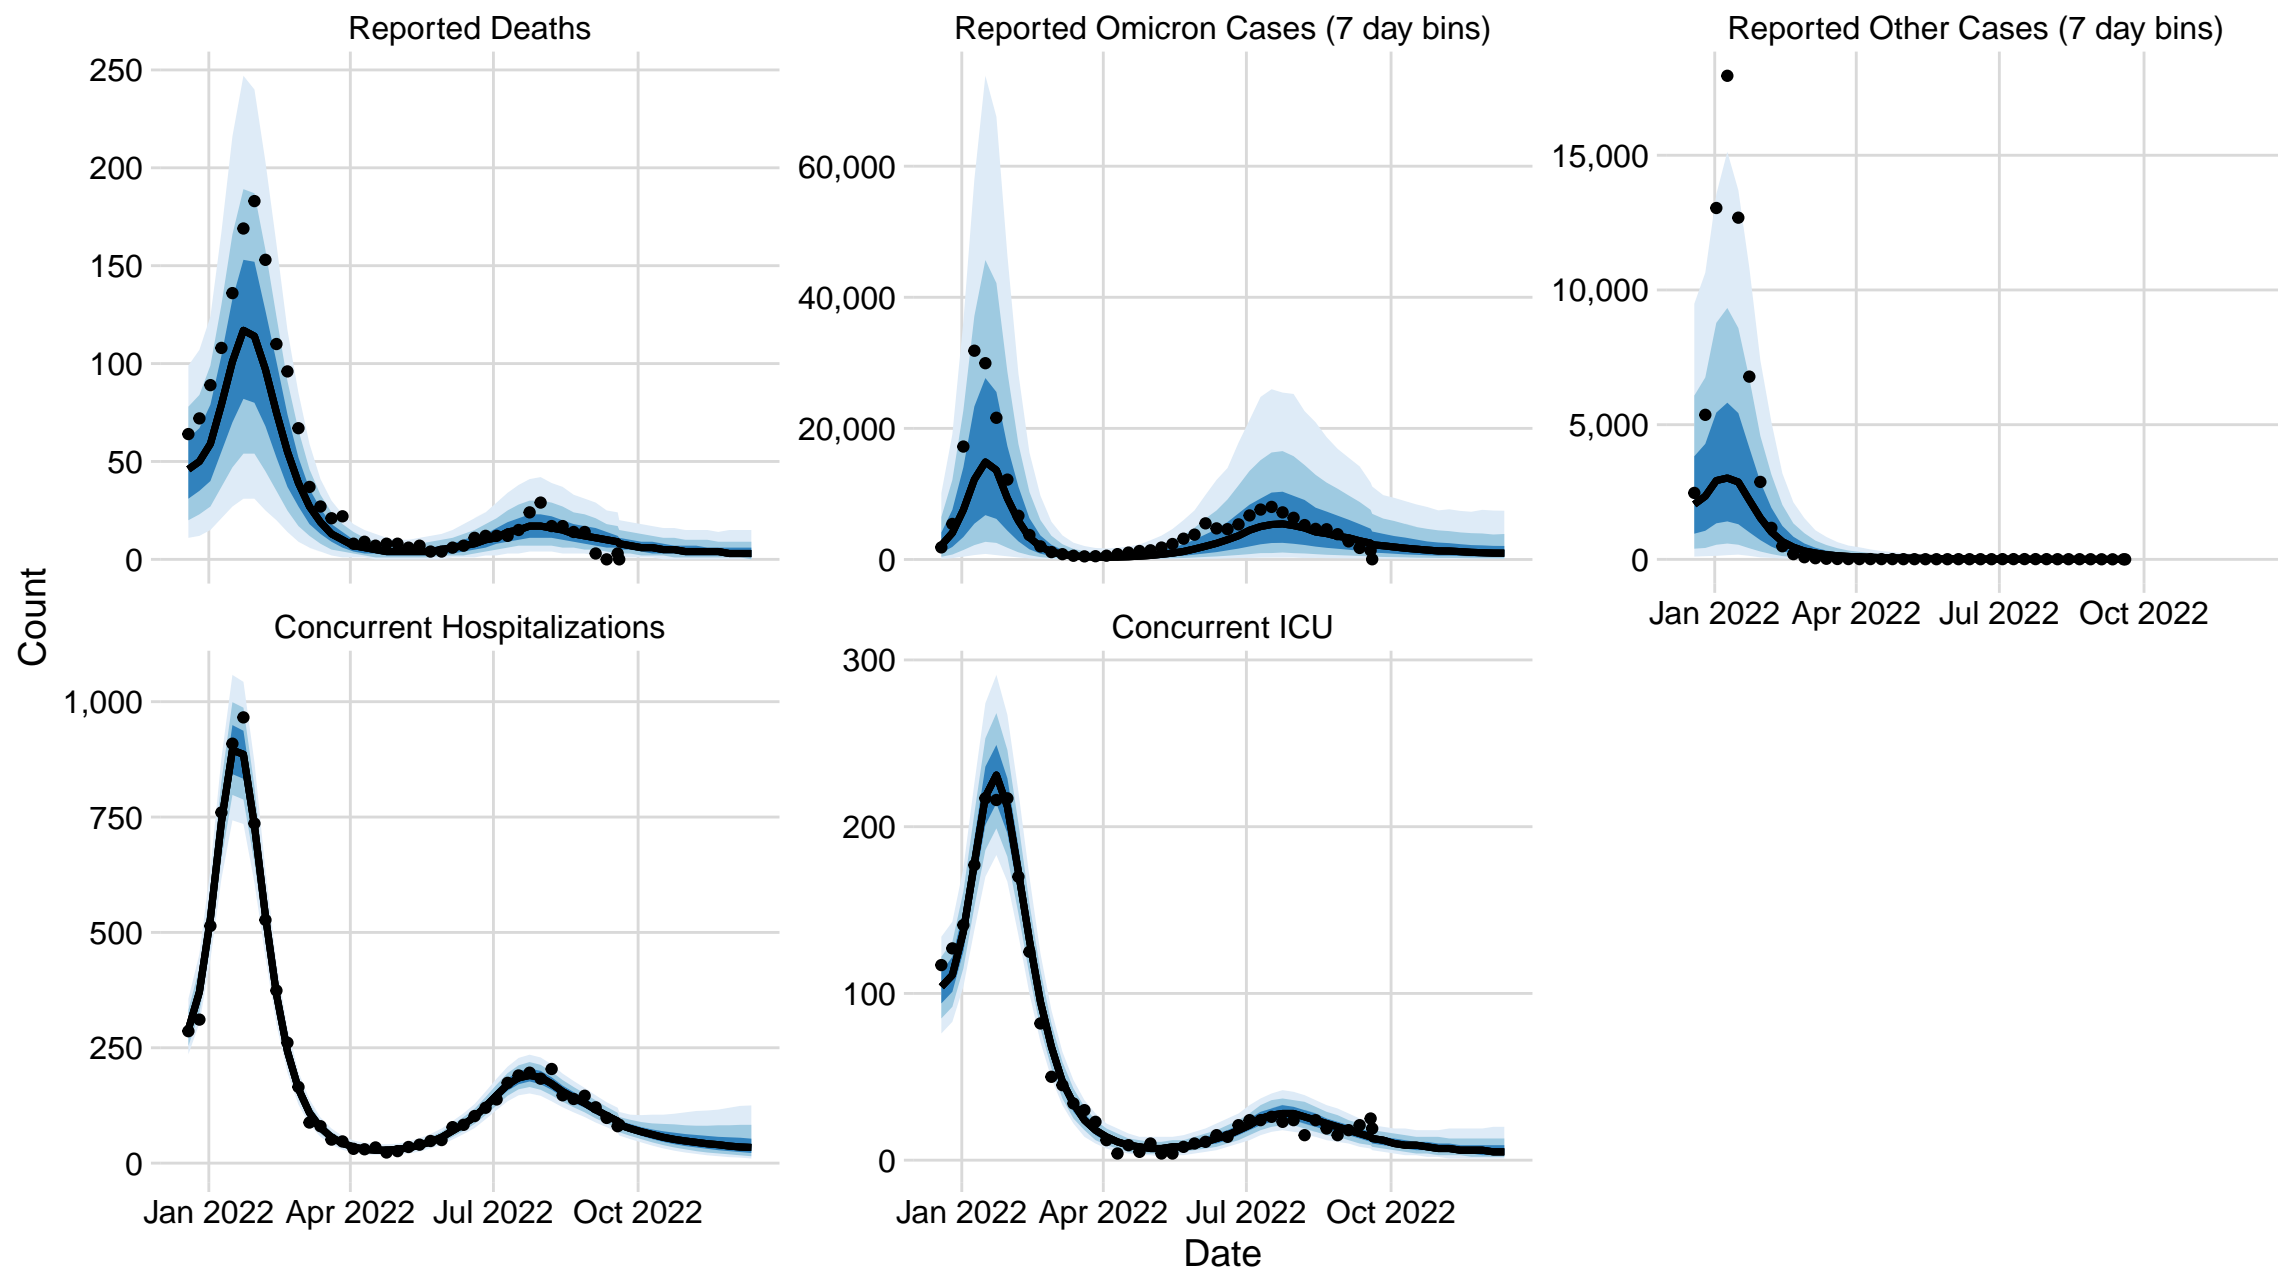 Reported Deaths
Reported Omicron Cases (7 day bins)
Reported Other Cases (7 day bins)
250
200
150
100
50
0
60,000
40,000
20,000
0
15,000
10,000
5,000
0
Jan 2022 Apr 2022 Jul 2022 Oct 2022
Count
Concurrent Hospitalizations
Concurrent ICU
1,000
750
500
250
0
300
200
100
0
Jan 2022 Apr 2022 Jul 2022 Oct 2022
Jan 2022 Apr 2022 Jul 2022 Oct 2022
Date